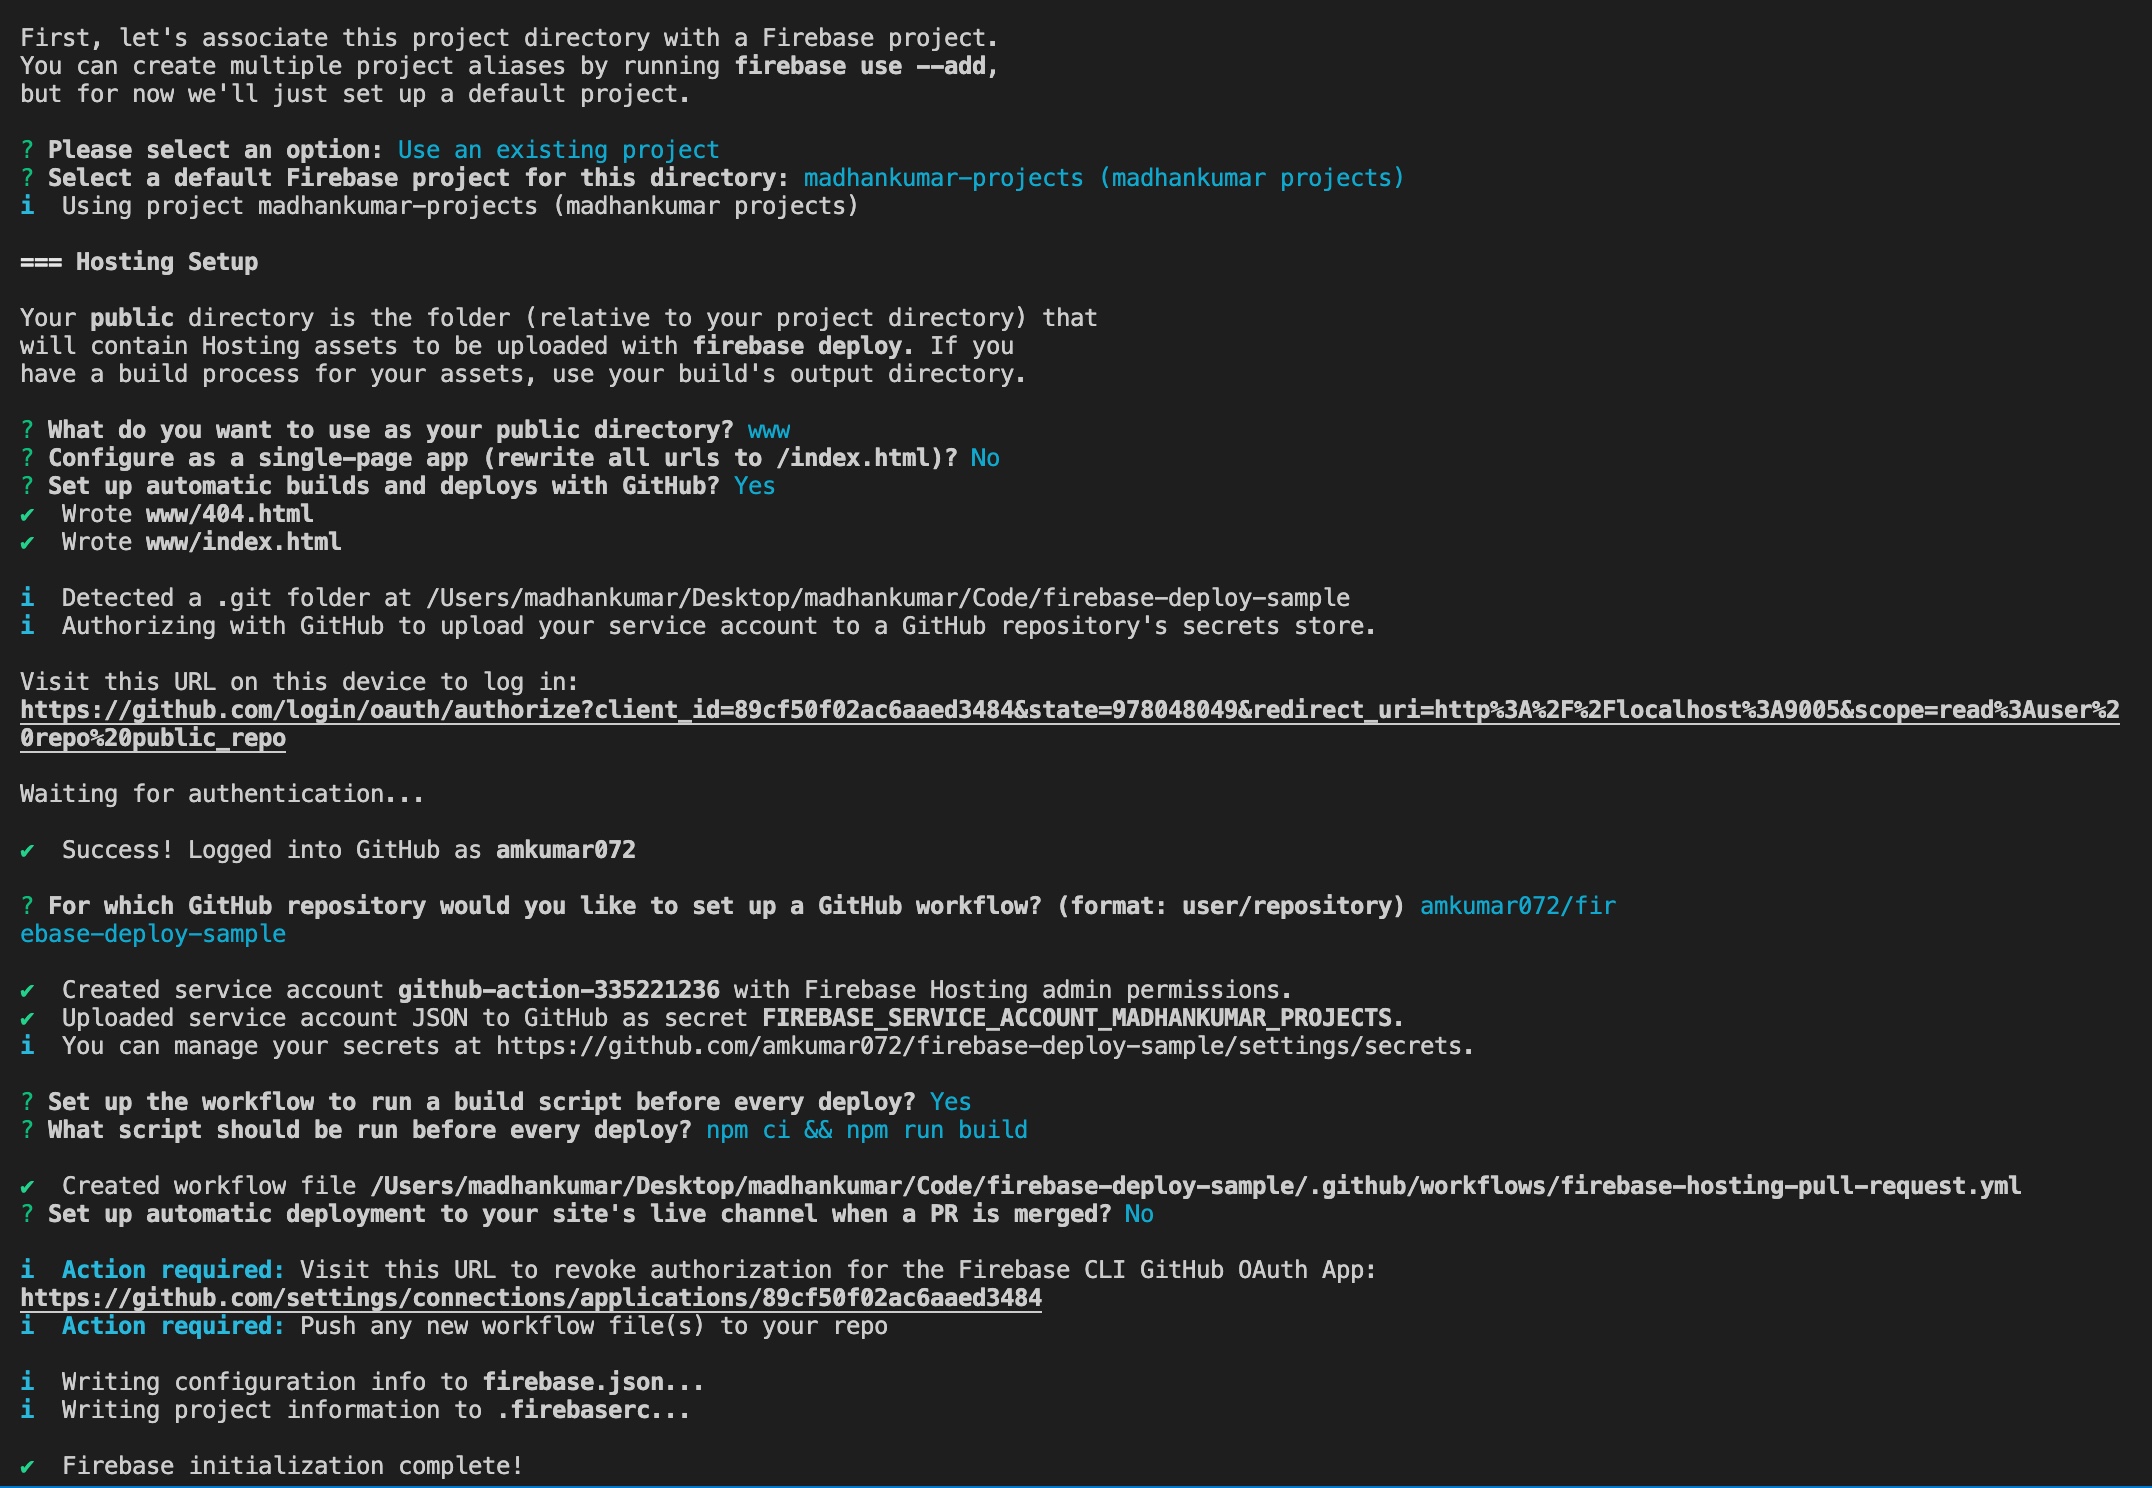 First, let's associate this project directory with a Firebase project.
You can create multiple project aliases by running firebase use --add,
but for now we'll just set up a default project.
? Please select an option: Use an existing project
? Select a default Firebase project for this directory: madhankumar-projects (madhankumar projects)
i  Using project madhankumar-projects (madhankumar projects)
=== Hosting Setup
Your public directory is the folder (relative to your project directory) that
will contain Hosting assets to be uploaded with firebase deploy. If you
have a build process for your assets, use your build's output directory.
? What do you want to use as your public directory? www
? Configure as a single-page app (rewrite all urls to /index.html)? No
? Set up automatic builds and deploys with GitHub? Yes
✔  Wrote www/404.html
✔  Wrote www/index.html
i  Detected a .git folder at /Users/madhankumar/Desktop/madhankumar/Code/firebase-deploy-sample
i  Authorizing with GitHub to upload your service account to a GitHub repository's secrets store.
Visit this URL on this device to log in:
https://github.com/login/oauth/authorize?client_id=89cf50f02ac6aaed3484&state=978048049&redirect_uri=http%3A%2F%2Flocalhost%3A9005&scope=read%3Auser%2
0repo%20public_repo
Waiting for authentication...
✔  Success! Logged into GitHub as amkumar072
? For which GitHub repository would you like to set up a GitHub workflow? (format: user/repository) amkumar072/fir
ebase-deploy-sample
✔  Created service account github-action-335221236 with Firebase Hosting admin permissions.
✔  Uploaded service account JSON to GitHub as secret FIREBASE_SERVICE_ACCOUNT_MADHANKUMAR_PROJECTS.
i  You can manage your secrets at https://github.com/amkumar072/firebase-deploy-sample/settings/secrets.
? Set up the workflow to run a build script before every deploy? Yes
? What script should be run before every deploy? npm ci && npm run build
✔  Created workflow file /Users/madhankumar/Desktop/madhankumar/Code/firebase-deploy-sample/.github/workflows/firebase-hosting-pull-request.yml
? Set up automatic deployment to your site's live channel when a PR is merged? No
i  Action required: Visit this URL to revoke authorization for the Firebase CLI GitHub OAuth App:
https://github.com/settings/connections/applications/89cf50f02ac6aaed3484
i  Action required: Push any new workflow file(s) to your repo
i  Writing configuration info to firebase.json...
i  Writing project information to .firebaserc...
✔  Firebase initialization complete!